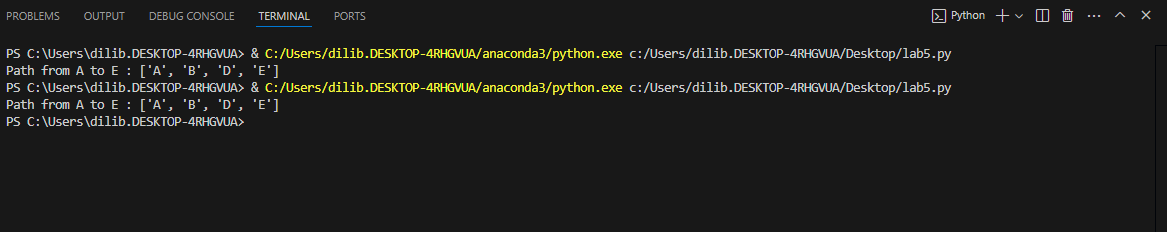 PROBLEMS OUTPUT DEBUG CONSOLE TERMINAL PORTS Python
PS C:\Users\dilib.DESKTOP-4RHGVUA> & C:/Users/dilib.DESKTOP-4RHGVUA/anaconda3/python.exe c:/Users/dilib.DESKTOP-4RHGVUA/Desktop/lab5.py
Path from A to E : ['A', 'B', 'D', 'E']
PS C:\Users\dilib.DESKTOP-4RHGVUA> & C:/Users/dilib.DESKTOP-4RHGVUA/anaconda3/python.exe c:/Users/dilib.DESKTOP-4RHGVUA/Desktop/lab5.py
Path from A to E : ['A', 'B', 'D', 'E']
PS C:\Users\dilib.DESKTOP-4RHGVUA>